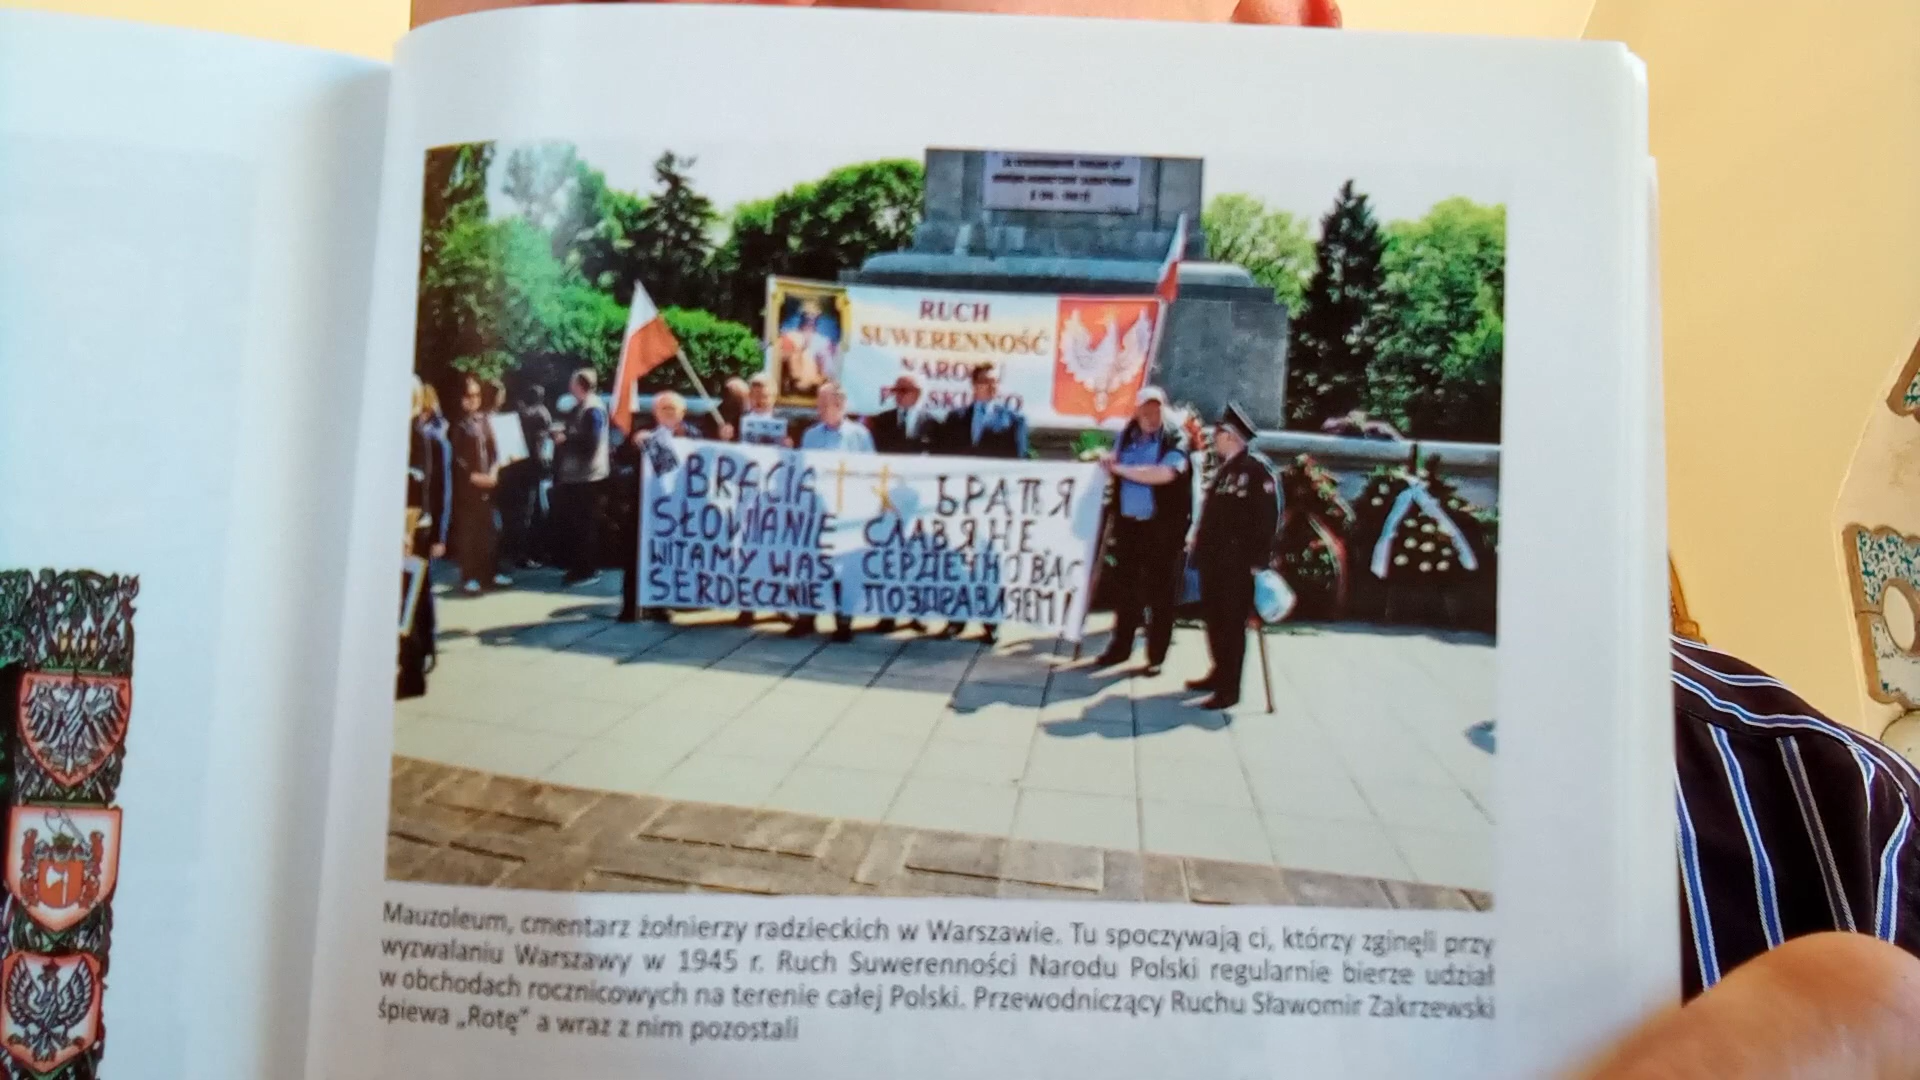 RUCH
SUWERENNOŚĆ
BRACIA БРАТЬЯ
SŁOWIANIE СЛАВЯНЕ
WITAMY WAS СЕРДЕЧНО ВАС
SERDECZNIE! ПОЗДРАВЛЯЕМ!
Mauzoleum, cmentarz żołnierzy radzieckich w Warszawie. Tu spoczywają ci, którzy zginęli przy
wyzwalaniu Warszawy w 1945 r. Ruch Suwerenności Narodu Polski regularnie bierze udział
w obchodach rocznicowych na terenie całej Polski. Przewodniczący Ruchu Sławomir Zakrzewski
śpiewa „Rotę" a wraz z nim pozostali